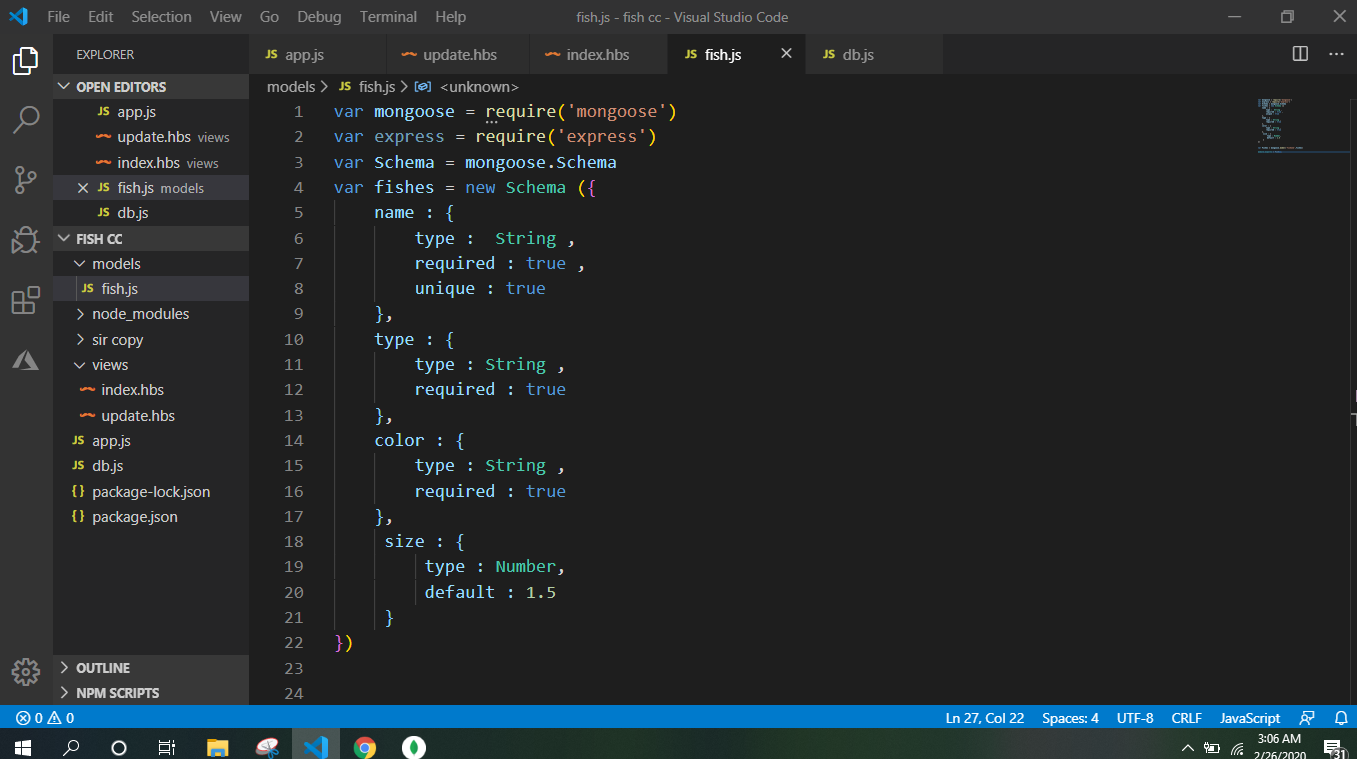 File Edit Selection View Go Debug Terminal Help fish.js - fish cc - Visual Studio Code
EXPLORER
OPEN EDITORS
JS app.js
update.hbs views
index.hbs views
JS fish.js models
JS db.js
FISH CC
models
JS fish.js
node_modules
sir copy
views
index.hbs
update.hbs
JS app.js
JS db.js
{} package-lock.json
{} package.json
OUTLINE
NPM SCRIPTS
JS app.js update.hbs index.hbs JS fish.js JS db.js
models > JS fish.js > <unknown>
1 var mongoose = require('mongoose')
2 var express = require('express')
3 var Schema = mongoose.Schema
4 var fishes = new Schema ({
5 name : {
6 type :  String ,
7 required : true ,
8 unique : true
9 },
10 type : {
11 type : String ,
12 required : true
13 },
14 color : {
15 type : String ,
16 required : true
17 },
18 size : {
19 type : Number,
20 default : 1.5
21 }
22 })
23
24
0 0 Ln 27, Col 22 Spaces: 4 UTF-8 CRLF JavaScript
3:06 AM
2/26/2020
31